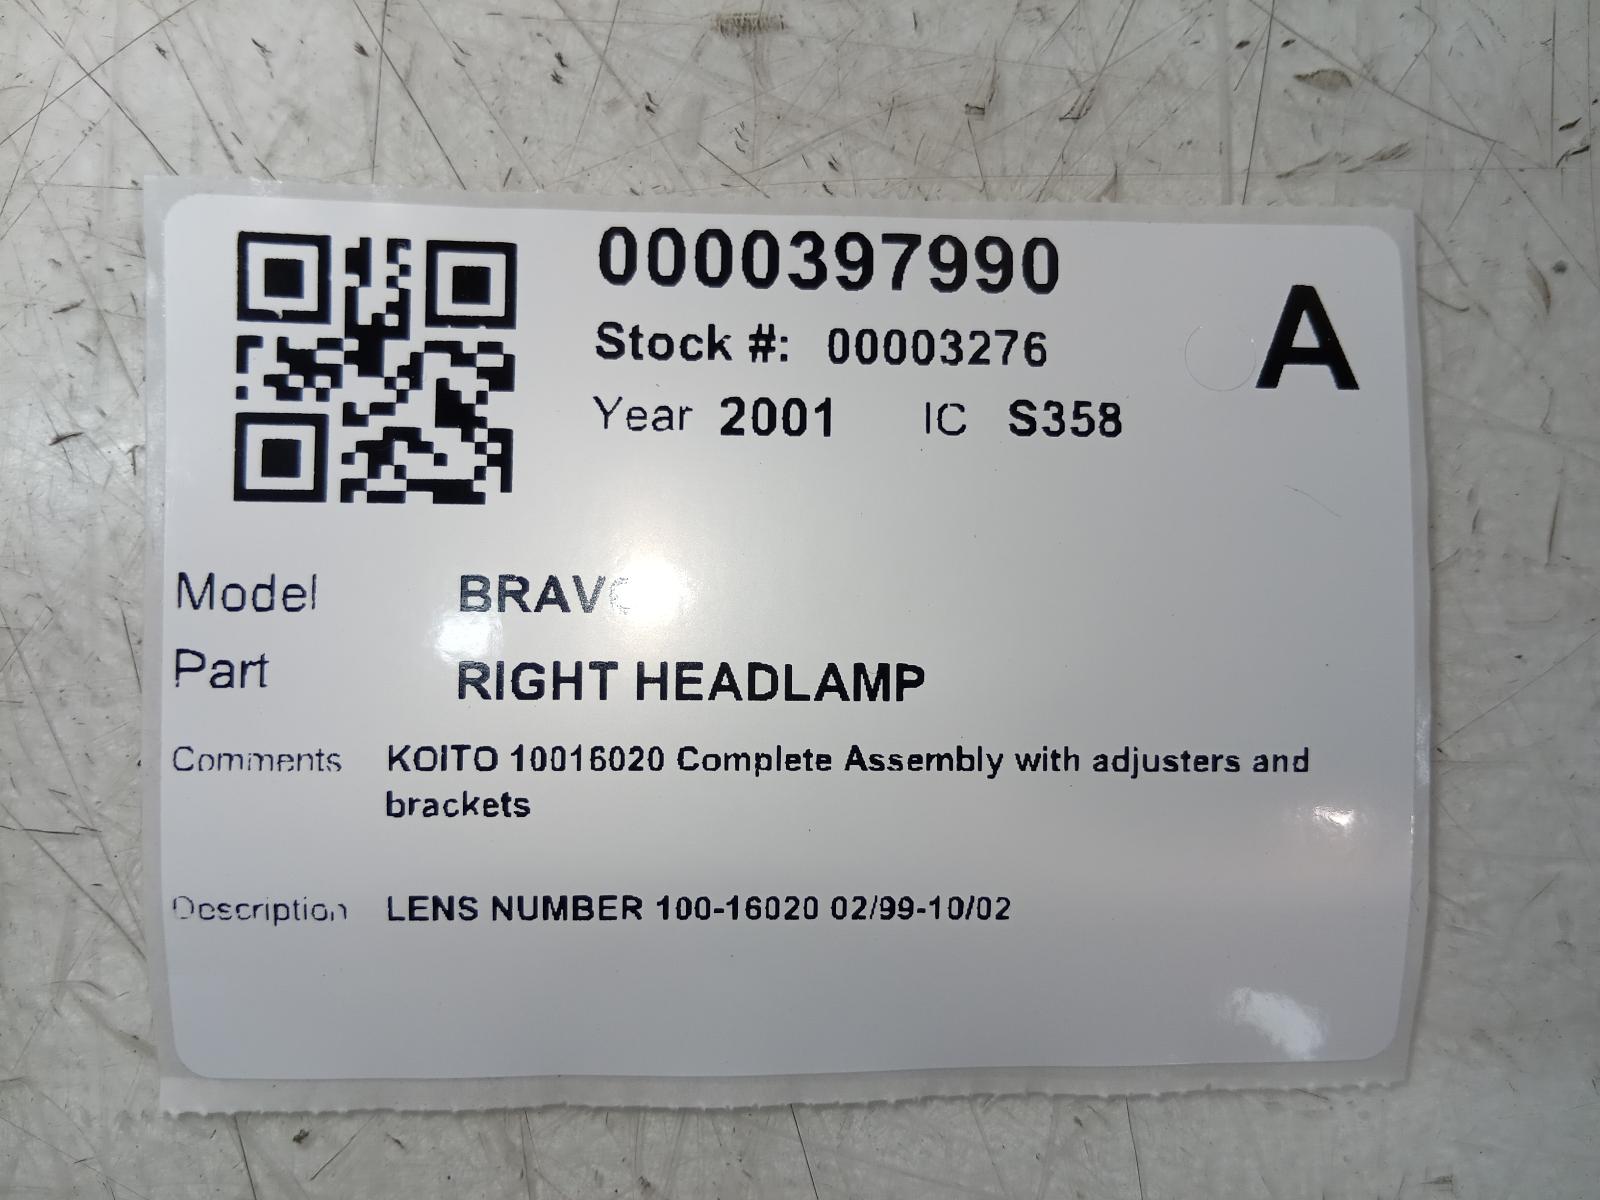 0000397990
A
Stock #: 00003276
Year 2001 IC S358
Model
Part RIGHT HEADLAMP
Comments KOITO 10016020 Complete Assembly with adjusters and
brackets
Description LENS NUMBER 100-16020 02/99-10/02